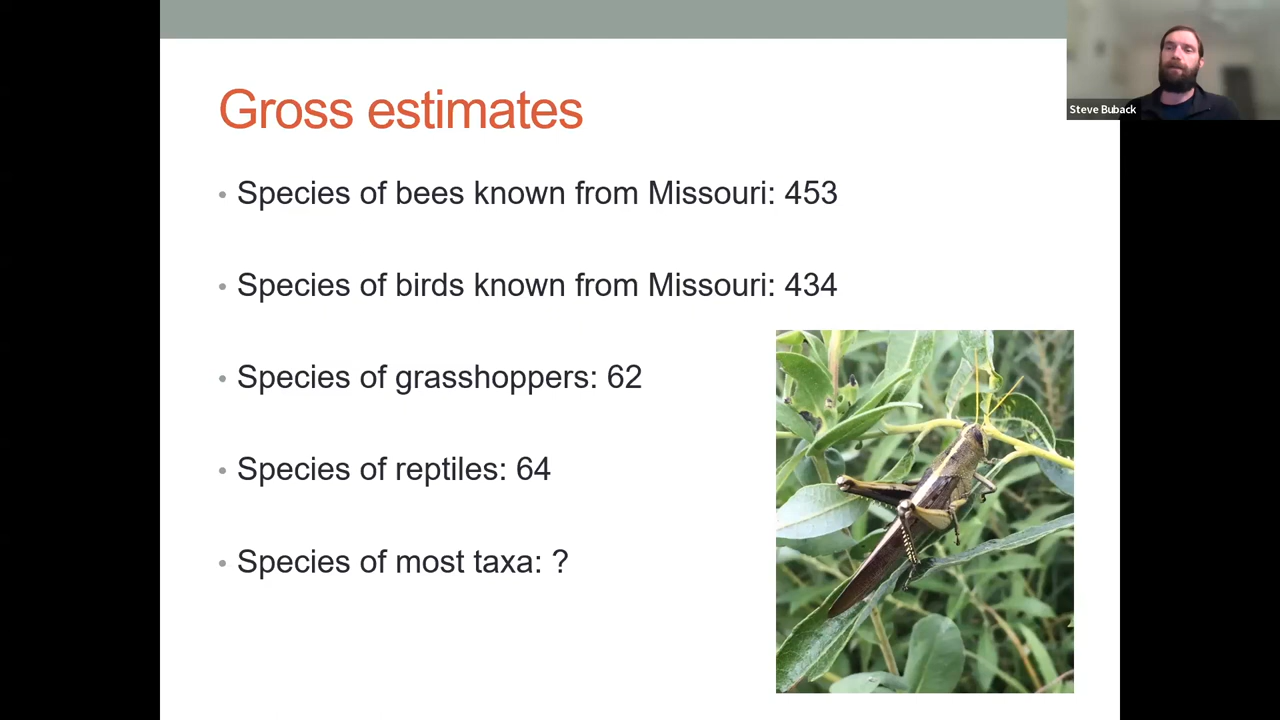 Gross estimates
Steve Buback
• Species of bees known from Missouri: 453
• Species of birds known from Missouri: 434
• Species of grasshoppers: 62
• Species of reptiles: 64
• Species of most taxa: ?